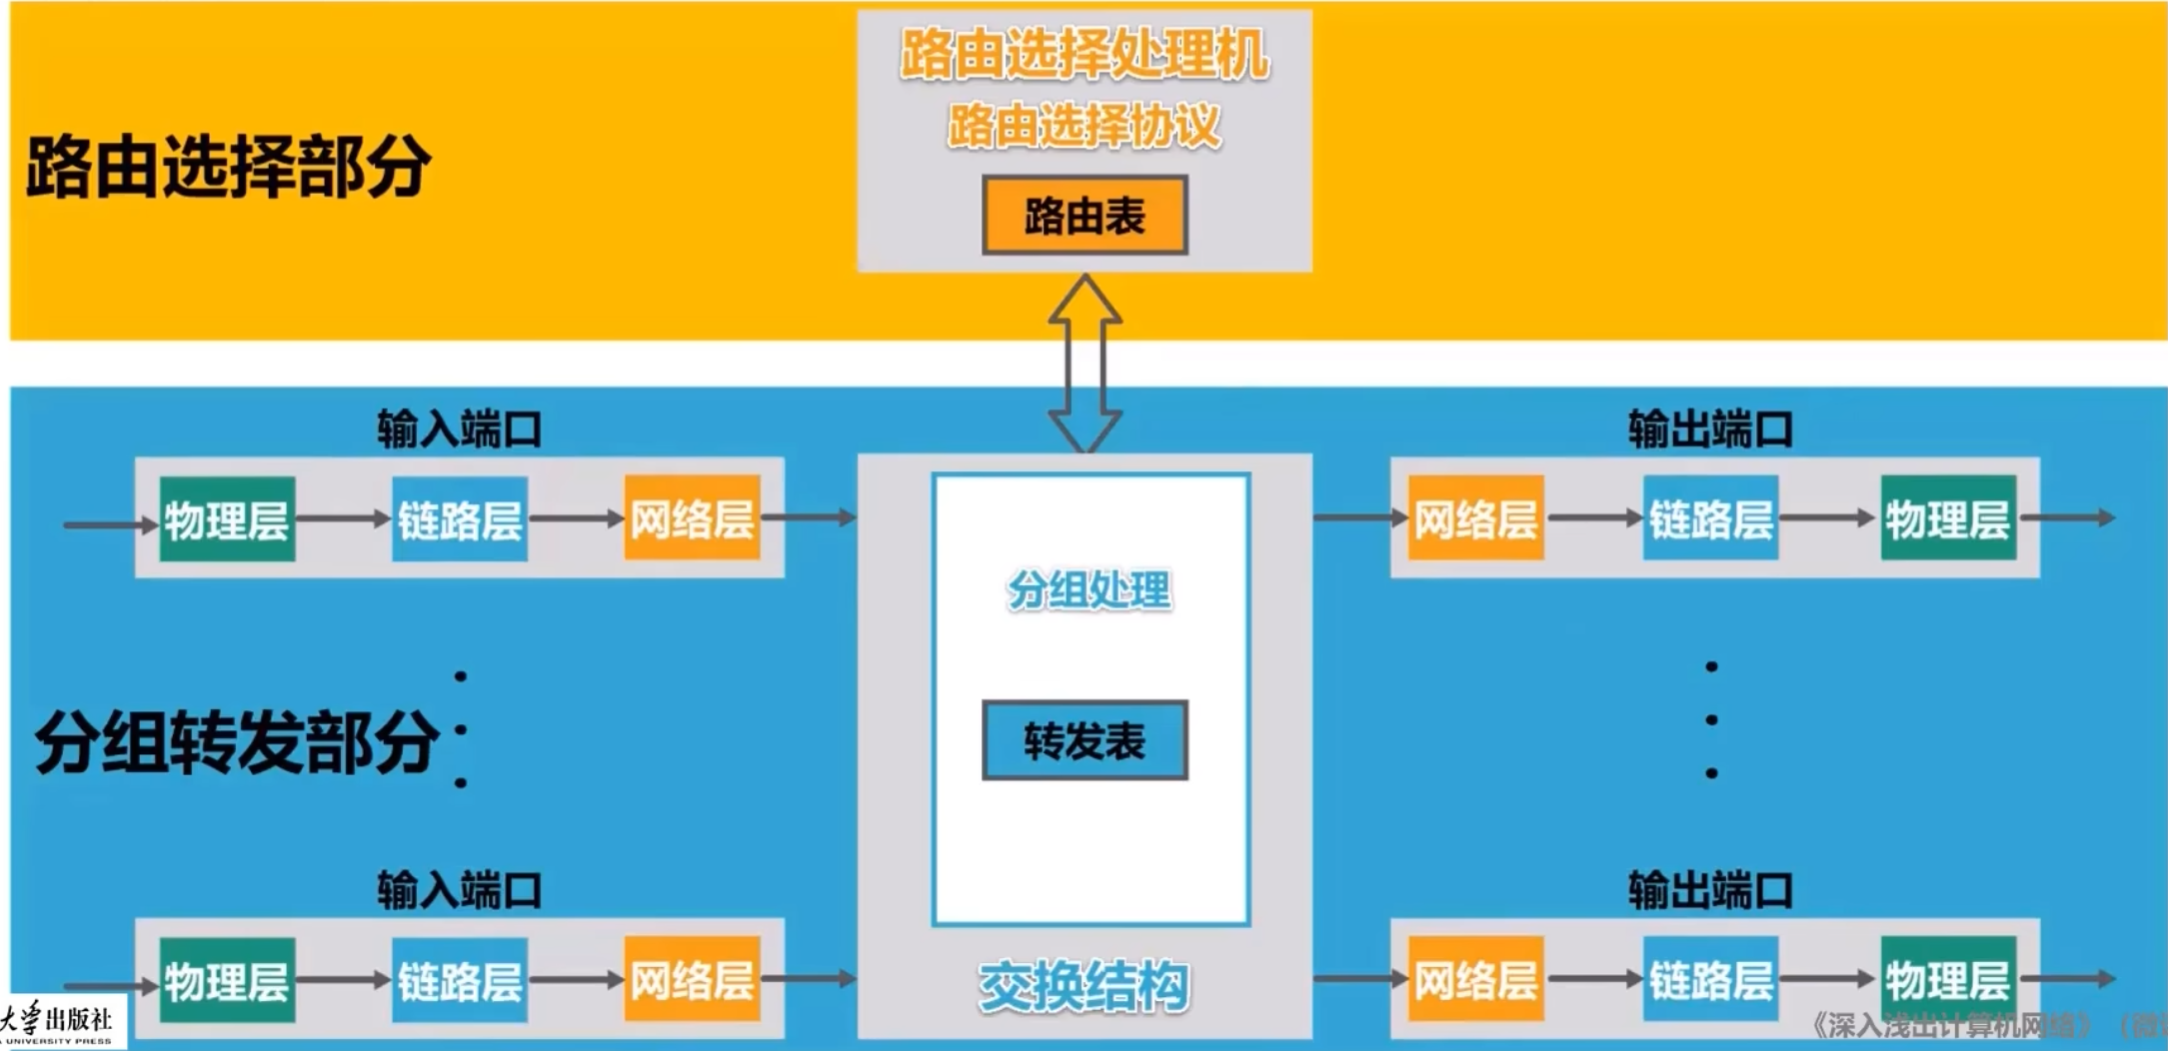 路由选择处理机
路由选择协议
路由表
路由选择部分
输入端口
物理层 链路层 网络层
输出端口
网络层 链路层 物理层
分组处理
转发表
分组转发部分
输入端口
物理层 链路层 网络层
交换结构
输出端口
网络层 链路层 物理层
大学出版社
UNIVERSITY PRESS
《深入浅出计算机网络》（微